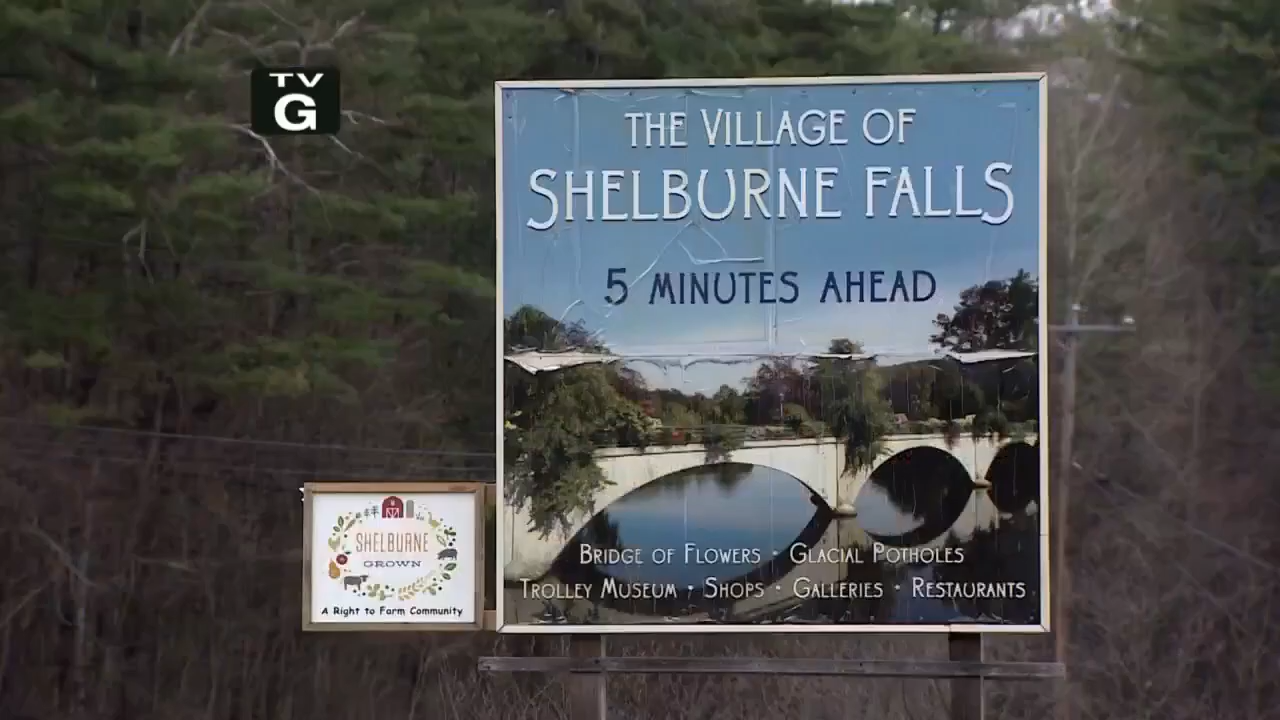 TV
G
THE VILLAGE OF
SHELBURNE FALLS
5 MINUTES AHEAD
BRIDGE OF FLOWERS • GLACIAL POTHOLES
TROLLEY MUSEUM • SHOPS • GALLERIES • RESTAURANTS
SHELBURNE
GROWN
A Right to Farm Community